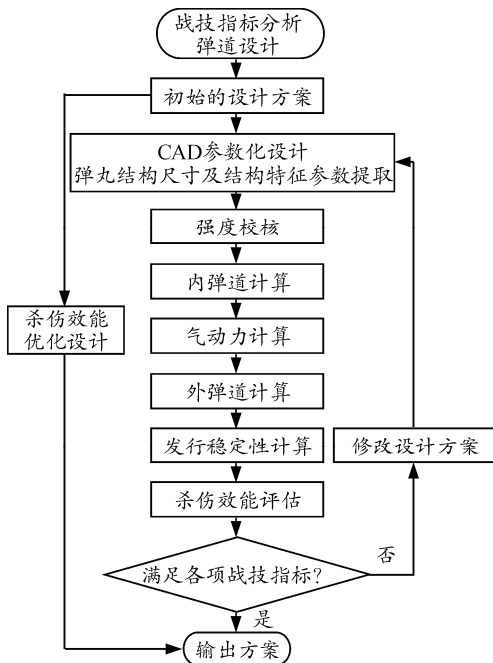 战技指标分析
弹道设计
初始的设计方案
CAD参数化设计
弹丸结构尺寸及结构特征参数提取
强度校核
内弹道计算
杀伤效能
优化设计
气动力计算
外弹道计算
发行稳定性计算
修改设计方案
杀伤效能评估
否
满足各项战技指标?
是
输出方案